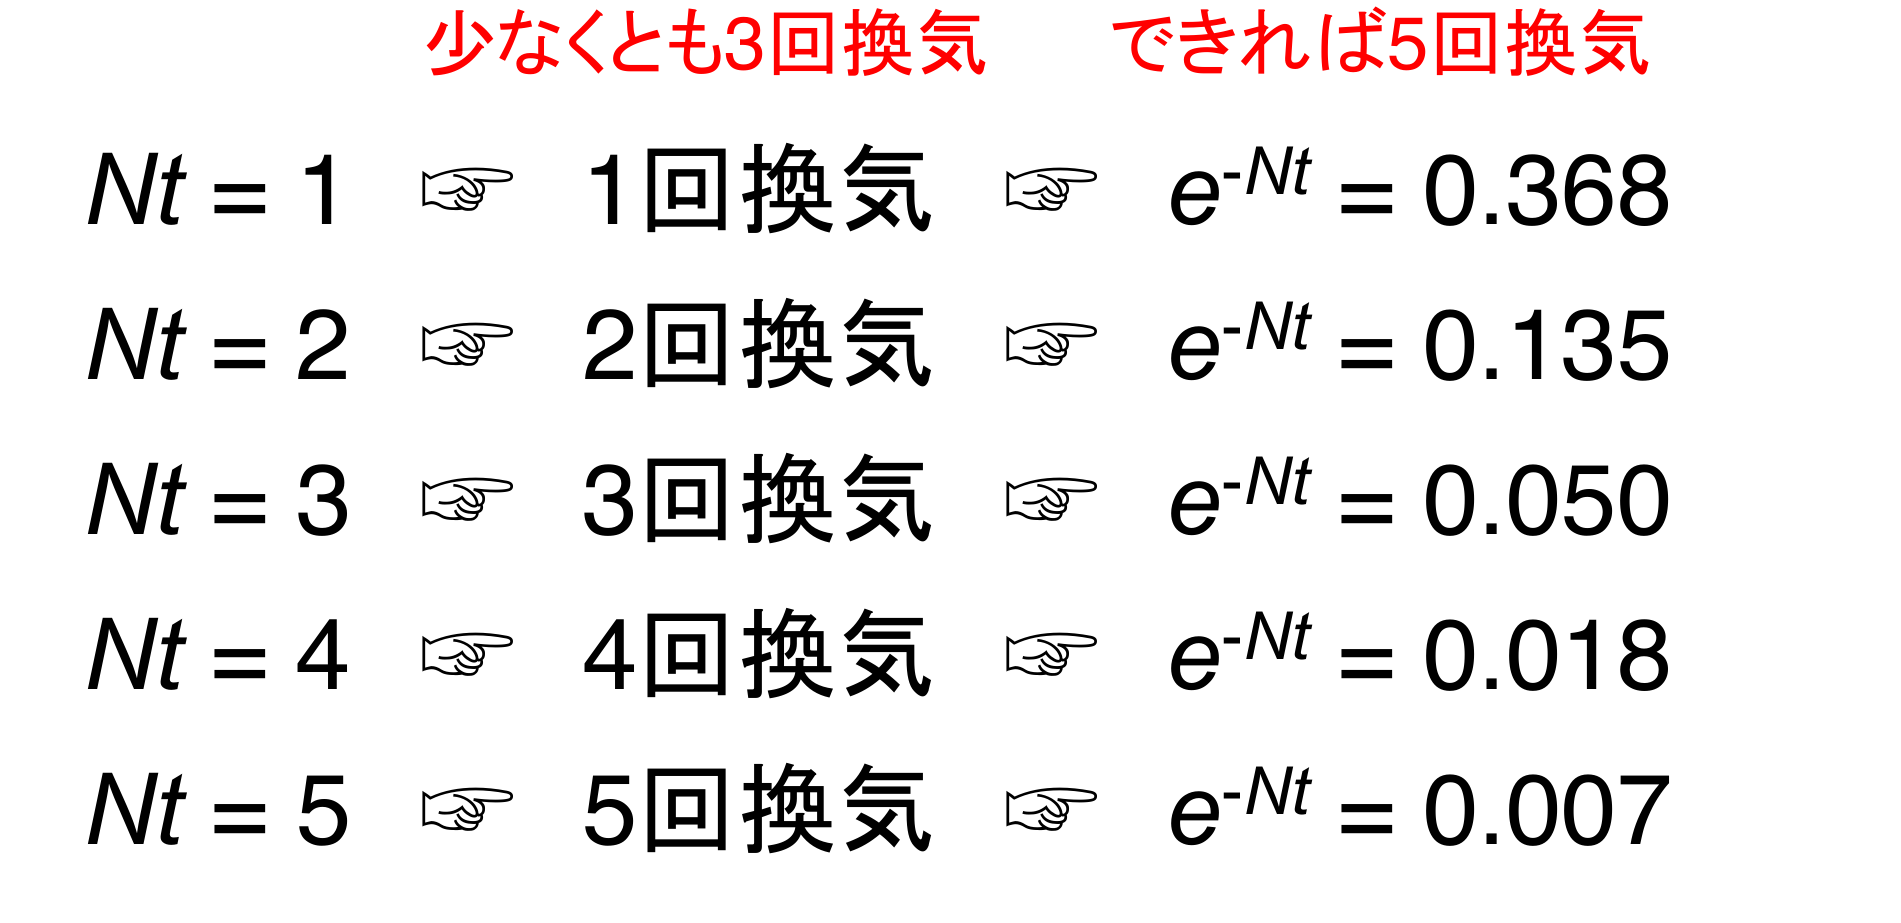 少なくとも3回換気 できれば5回換気
Nt = 1 ☞ 1回換気 ☞ e-Nt = 0.368
Nt = 2 ☞ 2回換気 ☞ e-Nt = 0.135
Nt = 3 ☞ 3回換気 ☞ e-Nt = 0.050
Nt = 4 ☞ 4回換気 ☞ e-Nt = 0.018
Nt = 5 ☞ 5回換気 ☞ e-Nt = 0.007